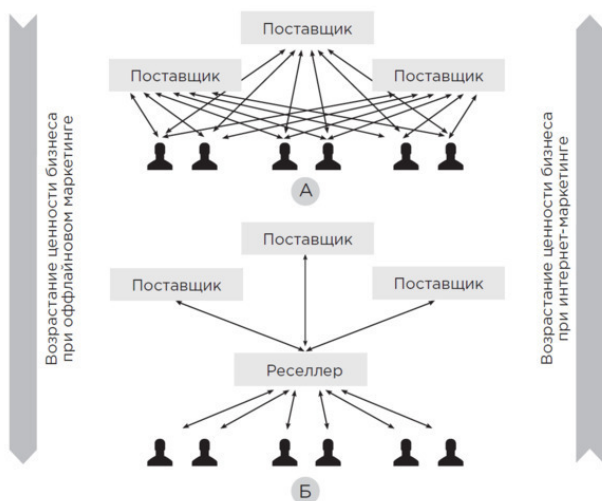 Поставщик
Поставщик
Поставщик
А
Возрастание ценности бизнеса
при оффлайновом маркетинге
Возрастание ценности бизнеса
при интернет-маркетинге
Поставщик
Поставщик
Поставщик
Реселлер
Б